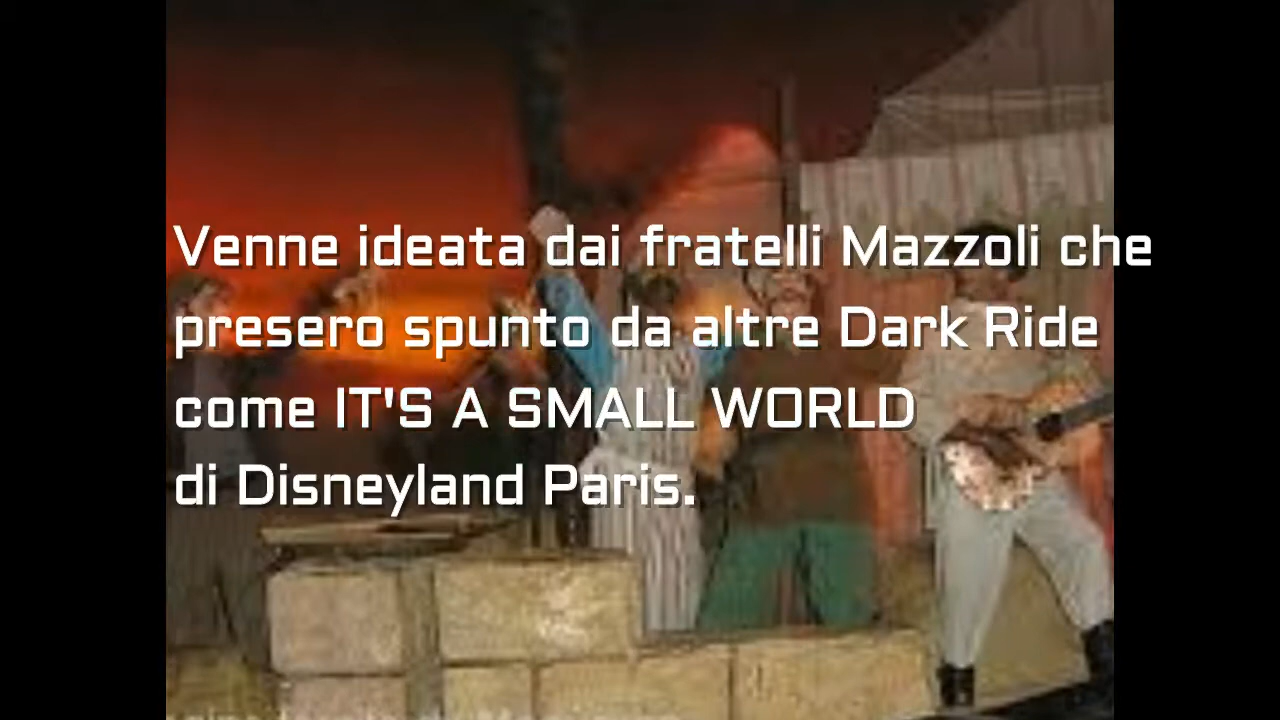 Venne ideata dai fratelli Mazzoli che
presero spunto da altre Dark Ride
come IT'S A SMALL WORLD
di Disneyland Paris.